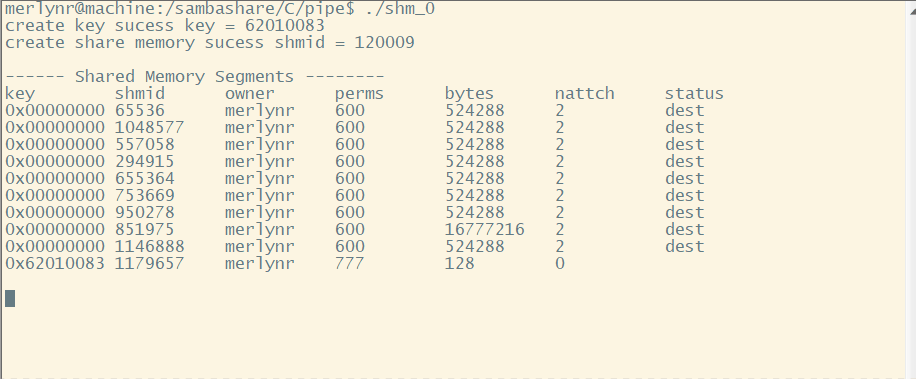 merlynr@machine:/sambashare/C/pipe$ ./shm_0
create key sucess key = 62010083
create share memory sucess shmid = 120009
------ Shared Memory Segments --------
key        shmid      owner      perms      bytes      nattch     status
0x00000000 65536      merlynr    600        524288     2          dest
0x00000000 1048577    merlynr    600        524288     2          dest
0x00000000 557058     merlynr    600        524288     2          dest
0x00000000 294915     merlynr    600        524288     2          dest
0x00000000 655364     merlynr    600        524288     2          dest
0x00000000 753669     merlynr    600        524288     2          dest
0x00000000 950278     merlynr    600        524288     2          dest
0x00000000 851975     merlynr    600        16777216   2          dest
0x00000000 1146888    merlynr    600        524288     2          dest
0x62010083 1179657    merlynr    777        128        0